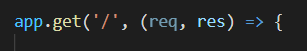 app.get('/', (req, res) => {